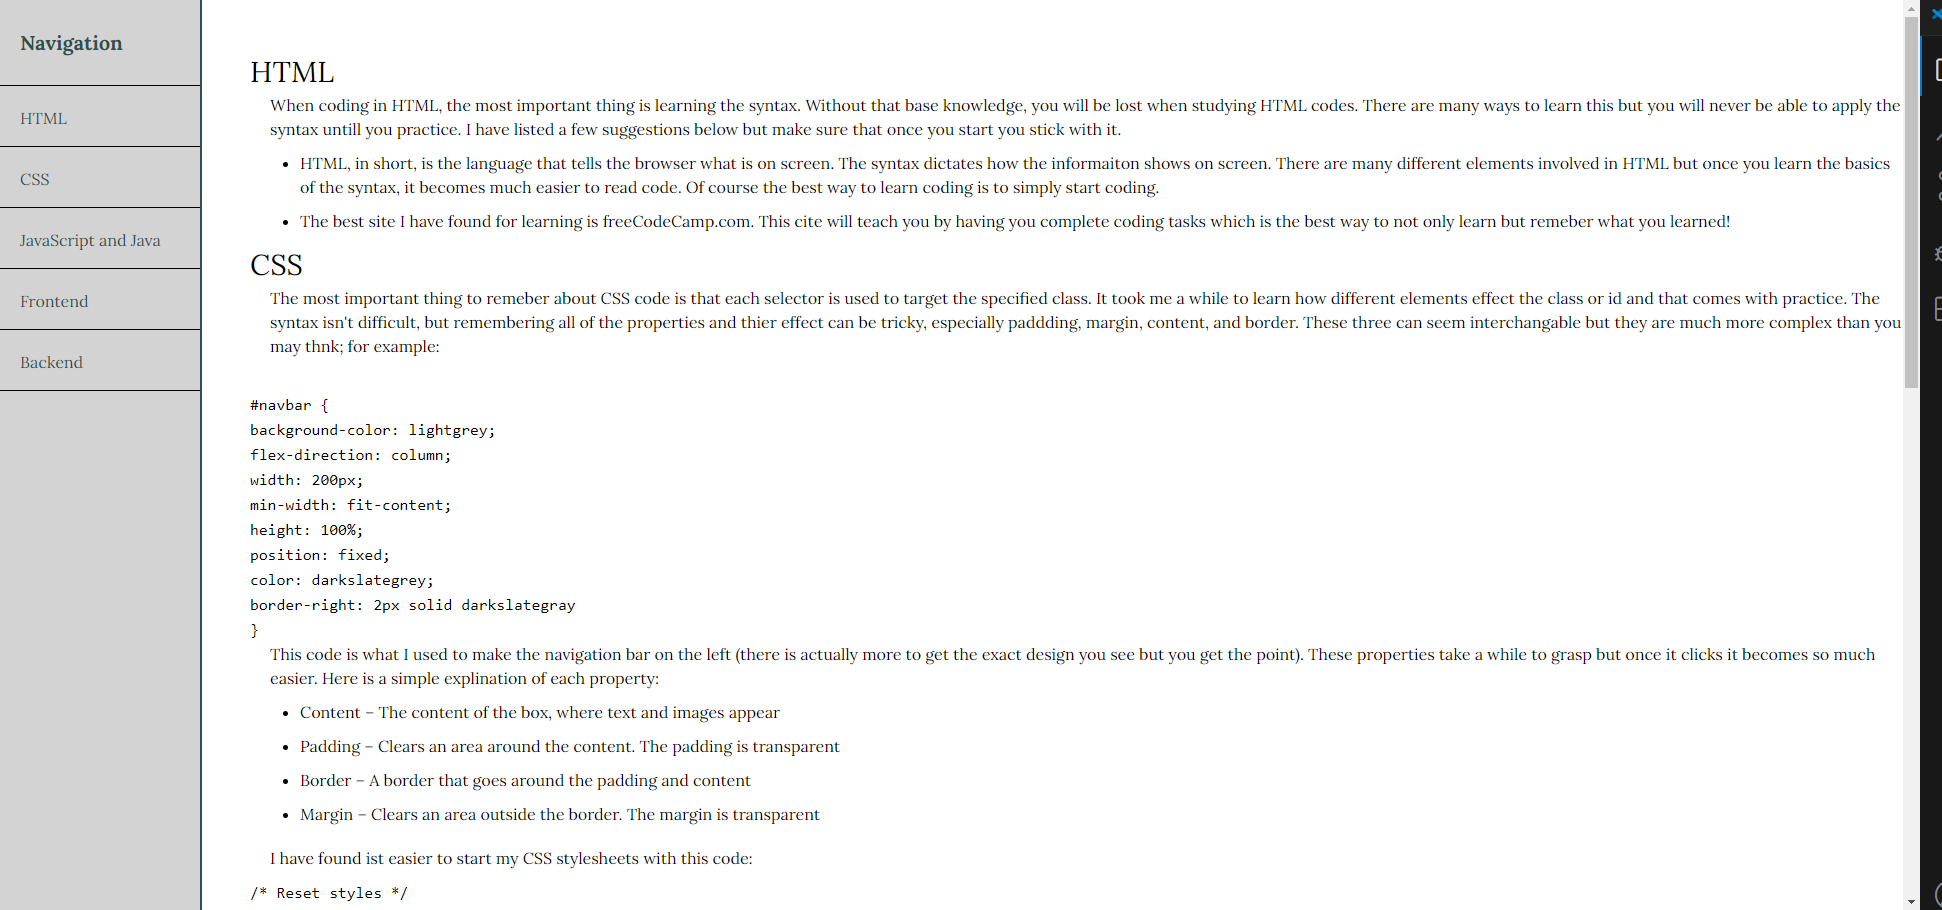 Navigation
HTML
CSS
JavaScript and Java
Frontend
Backend
HTML
When coding in HTML, the most important thing is learning the syntax. Without that base knowledge, you will be lost when studying HTML codes. There are many ways to learn this but you will never be able to apply the
syntax untill you practice. I have listed a few suggestions below but make sure that once you start you stick with it.
• HTML, in short, is the language that tells the browser what is on screen. The syntax dictates how the informaiton shows on screen. There are many different elements involved in HTML but once you learn the basics
of the syntax, it becomes much easier to read code. Of course the best way to learn coding is to simply start coding.
• The best site I have found for learning is freeCodeCamp.com. This cite will teach you by having you complete coding tasks which is the best way to not only learn but remeber what you learned!
CSS
The most important thing to remeber about CSS code is that each selector is used to target the specified class. It took me a while to learn how different elements effect the class or id and that comes with practice. The
syntax isn't difficult, but remembering all of the properties and thier effect can be tricky, especially paddding, margin, content, and border. These three can seem interchangable but they are much more complex than you
may thnk; for example:
#navbar {
background-color: lightgrey;
flex-direction: column;
width: 200px;
min-width: fit-content;
height: 100%;
position: fixed;
color: darkslategrey;
border-right: 2px solid darkslategray
}
This code is what I used to make the navigation bar on the left (there is actually more to get the exact design you see but you get the point). These properties take a while to grasp but once it clicks it becomes so much
easier. Here is a simple explination of each property:
• Content – The content of the box, where text and images appear
• Padding – Clears an area around the content. The padding is transparent
• Border – A border that goes around the padding and content
• Margin – Clears an area outside the border. The margin is transparent
I have found ist easier to start my CSS stylesheets with this code:
/* Reset styles */